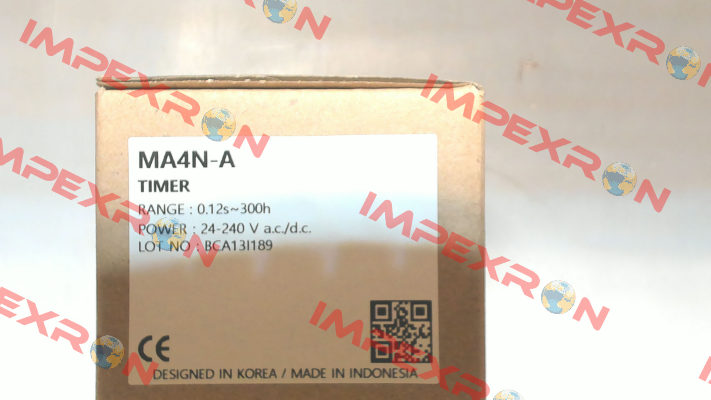 MA4N-A
TIMER
RANGE : 0.12s~300h
POWER : 24-240 V a.c./d.c.
LOT NO : BCA13I189
CE
DESIGNED IN KOREA / MADE IN INDONESIA
IMPEXRON
IMPEXRON
IMPEXRON
IMPEXRON
IMPEXRON
IMPEXRON